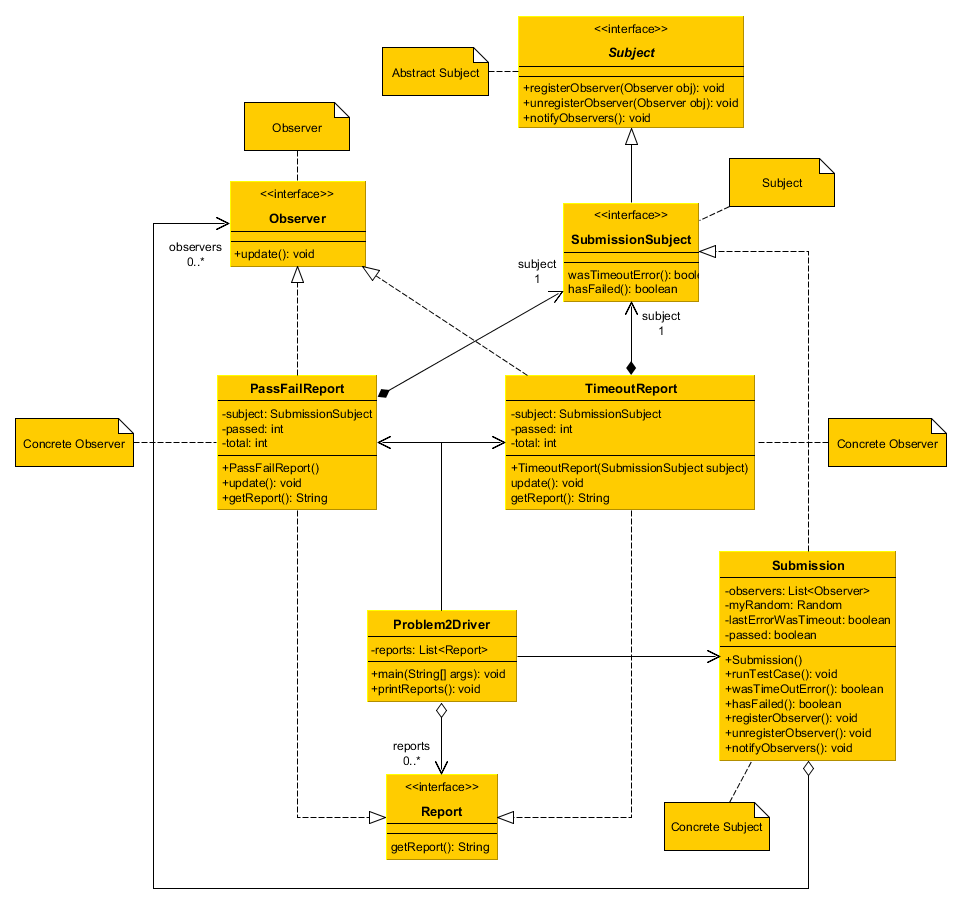 <<interface>>
Subject
+registerObserver(Observer obj): void
+unregisterObserver(Observer obj): void
+notifyObservers(): void
Abstract Subject
Observer
<<interface>>
Observer
+update(): void
Subject
<<interface>>
SubmissionSubject
wasTimeoutError(): bool
hasFailed(): boolean
observers
0..*
subject
1
subject
1
PassFailReport
-subject: SubmissionSubject
-passed: int
-total: int
+PassFailReport()
+update(): void
+getReport(): String
TimeoutReport
-subject: SubmissionSubject
-passed: int
-total: int
+TimeoutReport(SubmissionSubject subject)
update(): void
getReport(): String
Concrete Observer
Concrete Observer
Submission
-observers: List<Observer>
-myRandom: Random
-lastErrorWasTimeout: boolean
-passed: boolean
+Submission()
+runTestCase(): void
+wasTimeOutError(): boolean
+hasFailed(): boolean
+registerObserver(): void
+unregisterObserver(): void
+notifyObservers(): void
Problem2Driver
-reports: List<Report>
+main(String[] args): void
+printReports(): void
reports
0..*
<<interface>>
Report
getReport(): String
Concrete Subject